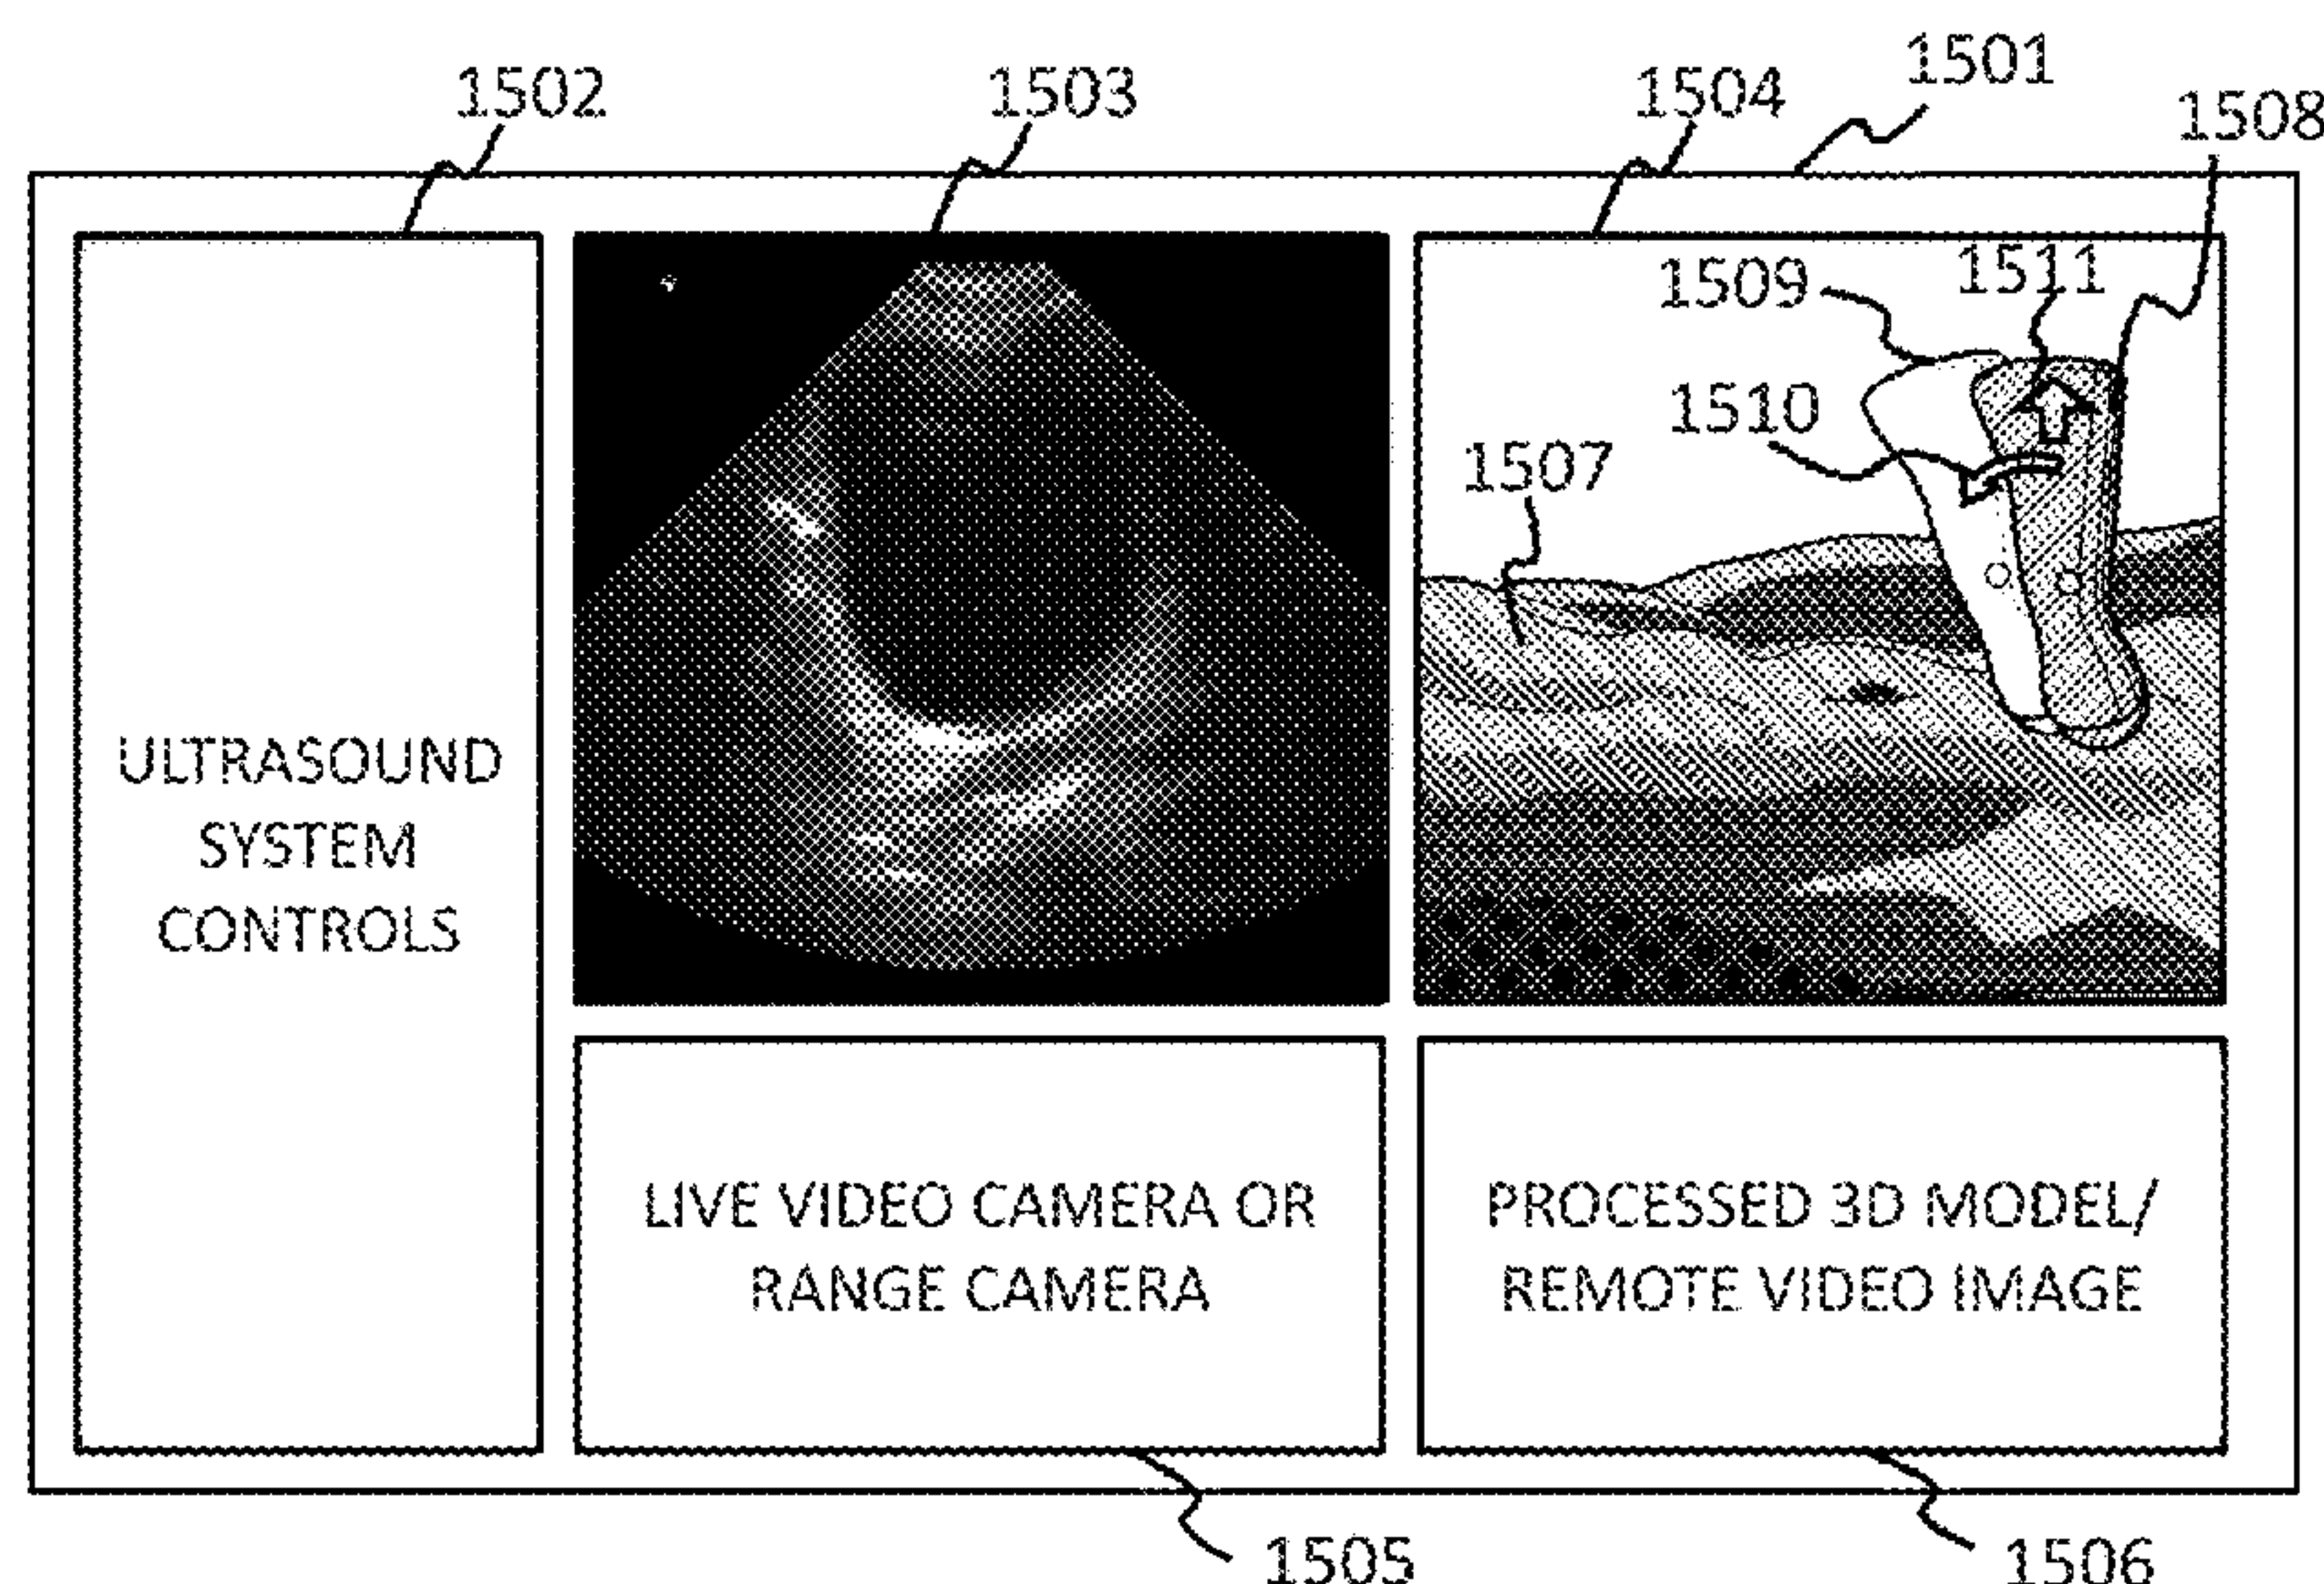 1501
1502
1503
1504
1508
1509
1511
1510
1507
ULTRASOUND
SYSTEM
CONTROLS
LIVE VIDEO CAMERA OR
RANGE CAMERA
PROCESSED 3D MODEL/
REMOTE VIDEO IMAGE
1505
1506